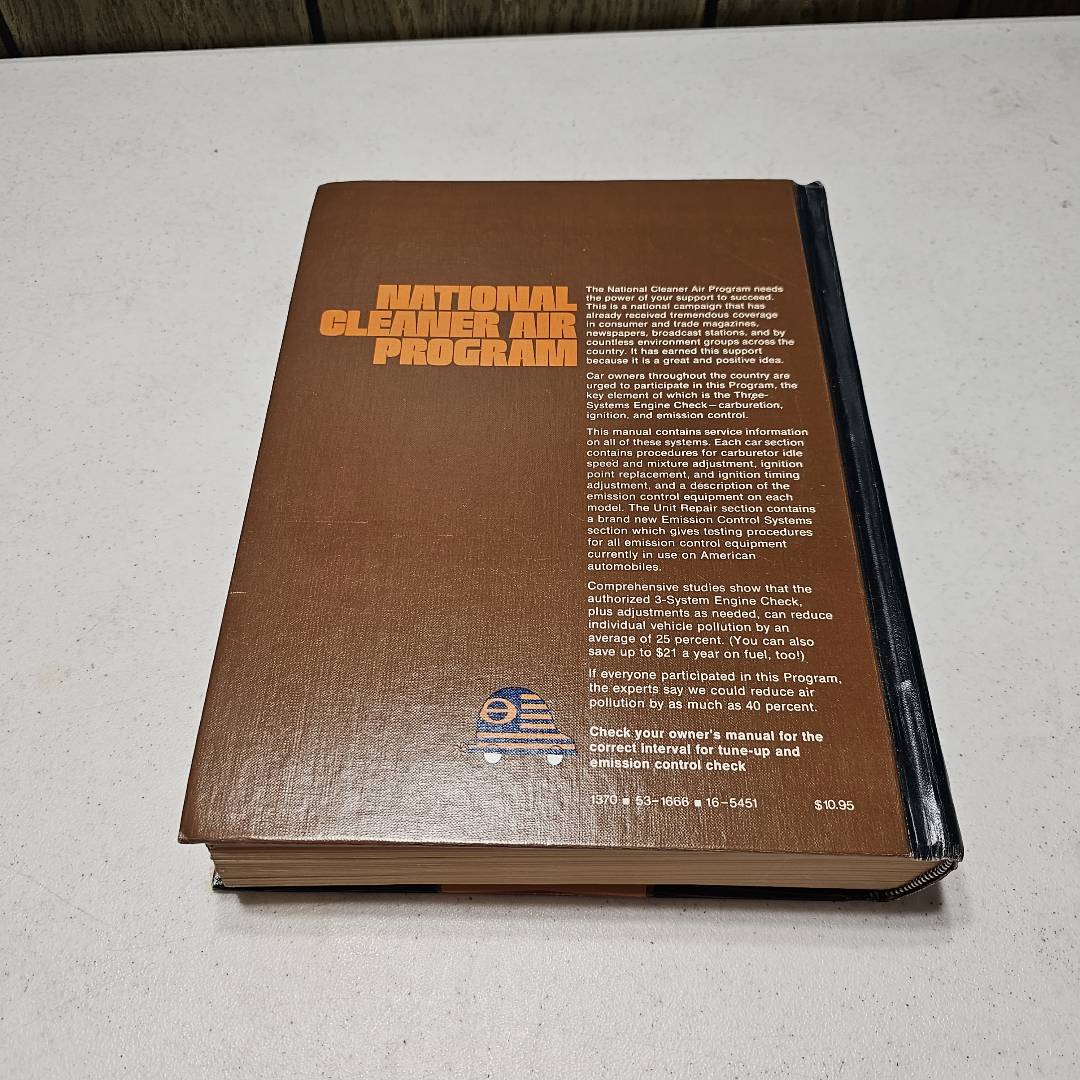 NATIONAL
CLEANER AIR
PROGRAM
The National Cleaner Air Program needs
the power of your support to succeed.
This is a national campaign that has
already received tremendous coverage
in consumer and trade magazines,
newspapers, broadcast stations, and by
countless environment groups across the
country. It has earned this support
because it is a great and positive idea.
Car owners throughout the country are
urged to participate in this Program, the
key element of which is the Three-
Systems Engine Check—carburetion,
ignition, and emission control.
This manual contains service information
on all of these systems. Each car section
contains procedures for carburetor idle
speed and mixture adjustment, ignition
point replacement, and ignition timing
adjustment, and a description of the
emission control equipment on each
model. The Unit Repair section contains
a brand new Emission Control Systems
section which gives testing procedures
for all emission control equipment
currently in use on American
automobiles.
Comprehensive studies show that the
authorized 3-System Engine Check,
plus adjustments as needed, can reduce
individual vehicle pollution by an
average of 25 percent. (You can also
save up to $21 a year on fuel, too!)
If everyone participated in this Program,
the experts say we could reduce air
pollution by as much as 40 percent.
Check your owner's manual for the
correct interval for tune-up and
emission control check
1370 ■ 53-1666 ■ 16-5451 $10.95